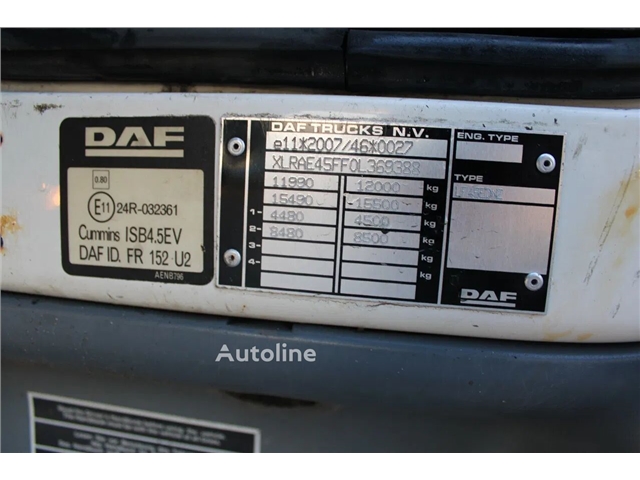 DAF
0.80
E11 24R-032361
Cummins ISB4.5EV
DAF ID. FR 152 U2
AENB796
DAF TRUCKS N.V.
e11*2007/46*0027
XLRAE45FF0L369388
11990 12000 kg
15490 15500 kg
1- 4480 4500 kg
2- 8480 8500 kg
3- kg
4- kg
ENG. TYPE
TYPE
DAF
Autoline